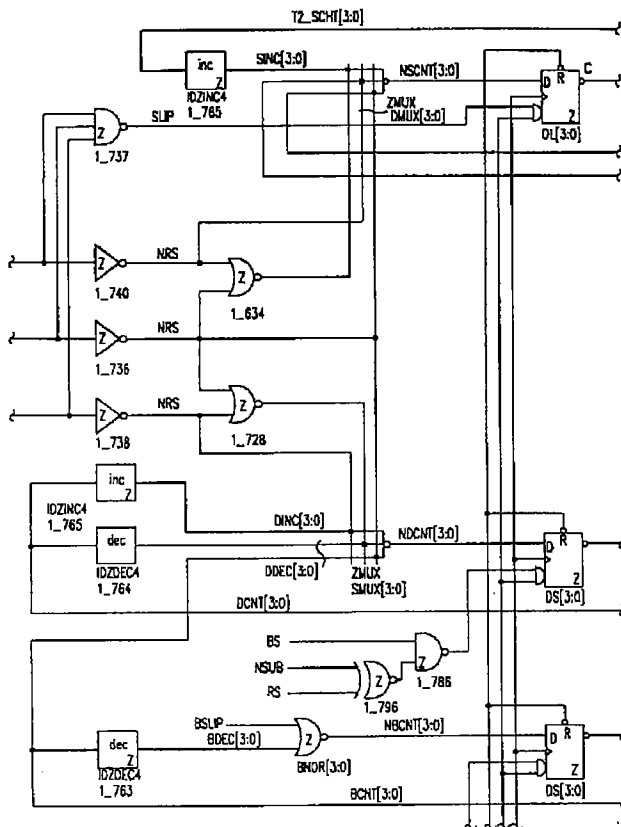 T2_SCHT[3:0]
SINC[3:0]
NSCNT[3:0]
C
inc
Z
D
R
IDZINC4
1_765
ZMUX
DMUX[3:0]
Z
DL[3:0]
SLIP
Z
1_737
NRS
Z
1_740
Z
1_634
NRS
Z
1_736
NRS
Z
1_738
Z
1_728
inc
Z
IDZINC4
1_765
DINC[3:0]
NDCNT[3:0]
D
R
dec
IDZDEC4
1_764
DDEC[3:0]
ZMUX
SMUX[3:0]
Z
DS[3:0]
DCNT[3:0]
BS
Z
1_786
NSUB
Z
RS
1_796
BSLIP
BDEC[3:0]
Z
NBCNT[3:0]
D
R
dec
Z
IDZDEC4
1_763
BNOR[3:0]
Z
DS[3:0]
BCNT[3:0]